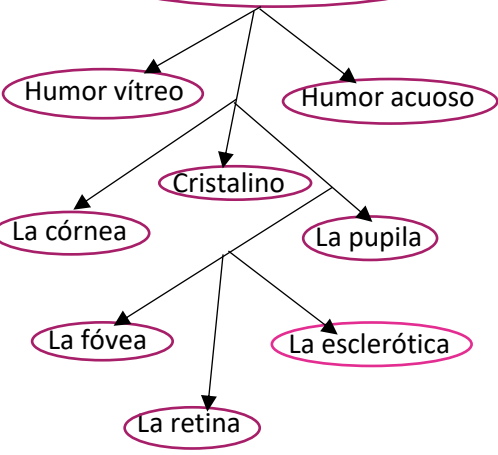 Humor vítreo
Humor acuoso
Cristalino
La córnea
La pupila
La fóvea
La esclerótica
La retina